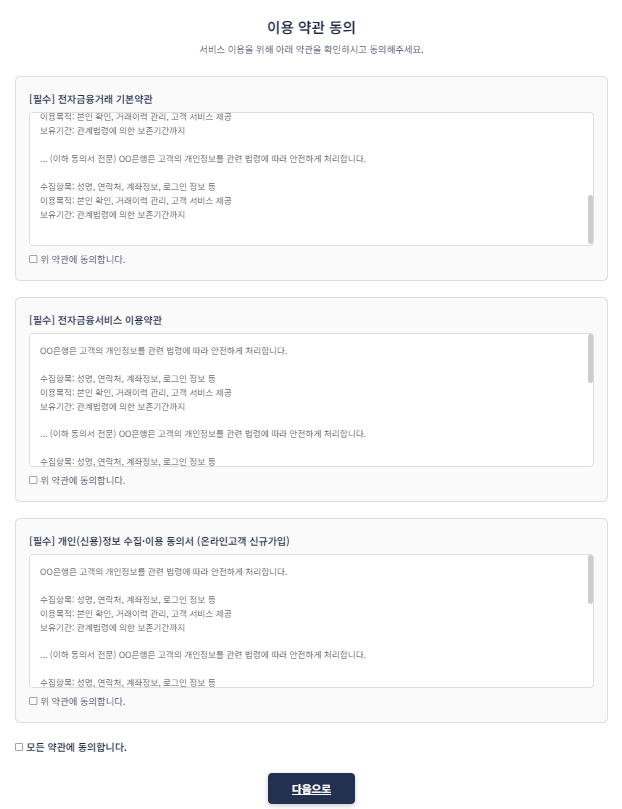 이용 약관 동의
서비스 이용을 위해 아래 약관을 확인하시고 동의해주세요.
[필수] 전자금융거래 기본약관
이용목적: 본인 확인, 거래이력 관리, 고객 서비스 제공
보유기간: 관계법령에 의한 보존기간까지
... (이하 동의서 전문) OO은행은 고객의 개인정보를 관련 법령에 따라 안전하게 처리합니다.
수집항목: 성명, 연락처, 계좌정보, 로그인 정보 등
이용목적: 본인 확인, 거래이력 관리, 고객 서비스 제공
보유기간: 관계법령에 의한 보존기간까지
위 약관에 동의합니다.
[필수] 전자금융서비스 이용약관
OO은행은 고객의 개인정보를 관련 법령에 따라 안전하게 처리합니다.
수집항목: 성명, 연락처, 계좌정보, 로그인 정보 등
이용목적: 본인 확인, 거래이력 관리, 고객 서비스 제공
보유기간: 관계법령에 의한 보존기간까지
... (이하 동의서 전문) OO은행은 고객의 개인정보를 관련 법령에 따라 안전하게 처리합니다.
수집항목: 성명, 연락처, 계좌정보, 로그인 정보 등
위 약관에 동의합니다.
[필수] 개인(신용)정보 수집·이용 동의서 (온라인고객 신규가입)
OO은행은 고객의 개인정보를 관련 법령에 따라 안전하게 처리합니다.
수집항목: 성명, 연락처, 계좌정보, 로그인 정보 등
이용목적: 본인 확인, 거래이력 관리, 고객 서비스 제공
보유기간: 관계법령에 의한 보존기간까지
... (이하 동의서 전문) OO은행은 고객의 개인정보를 관련 법령에 따라 안전하게 처리합니다.
수집항목: 성명, 연락처, 계좌정보, 로그인 정보 등
위 약관에 동의합니다.
모든 약관에 동의합니다.
다음으로